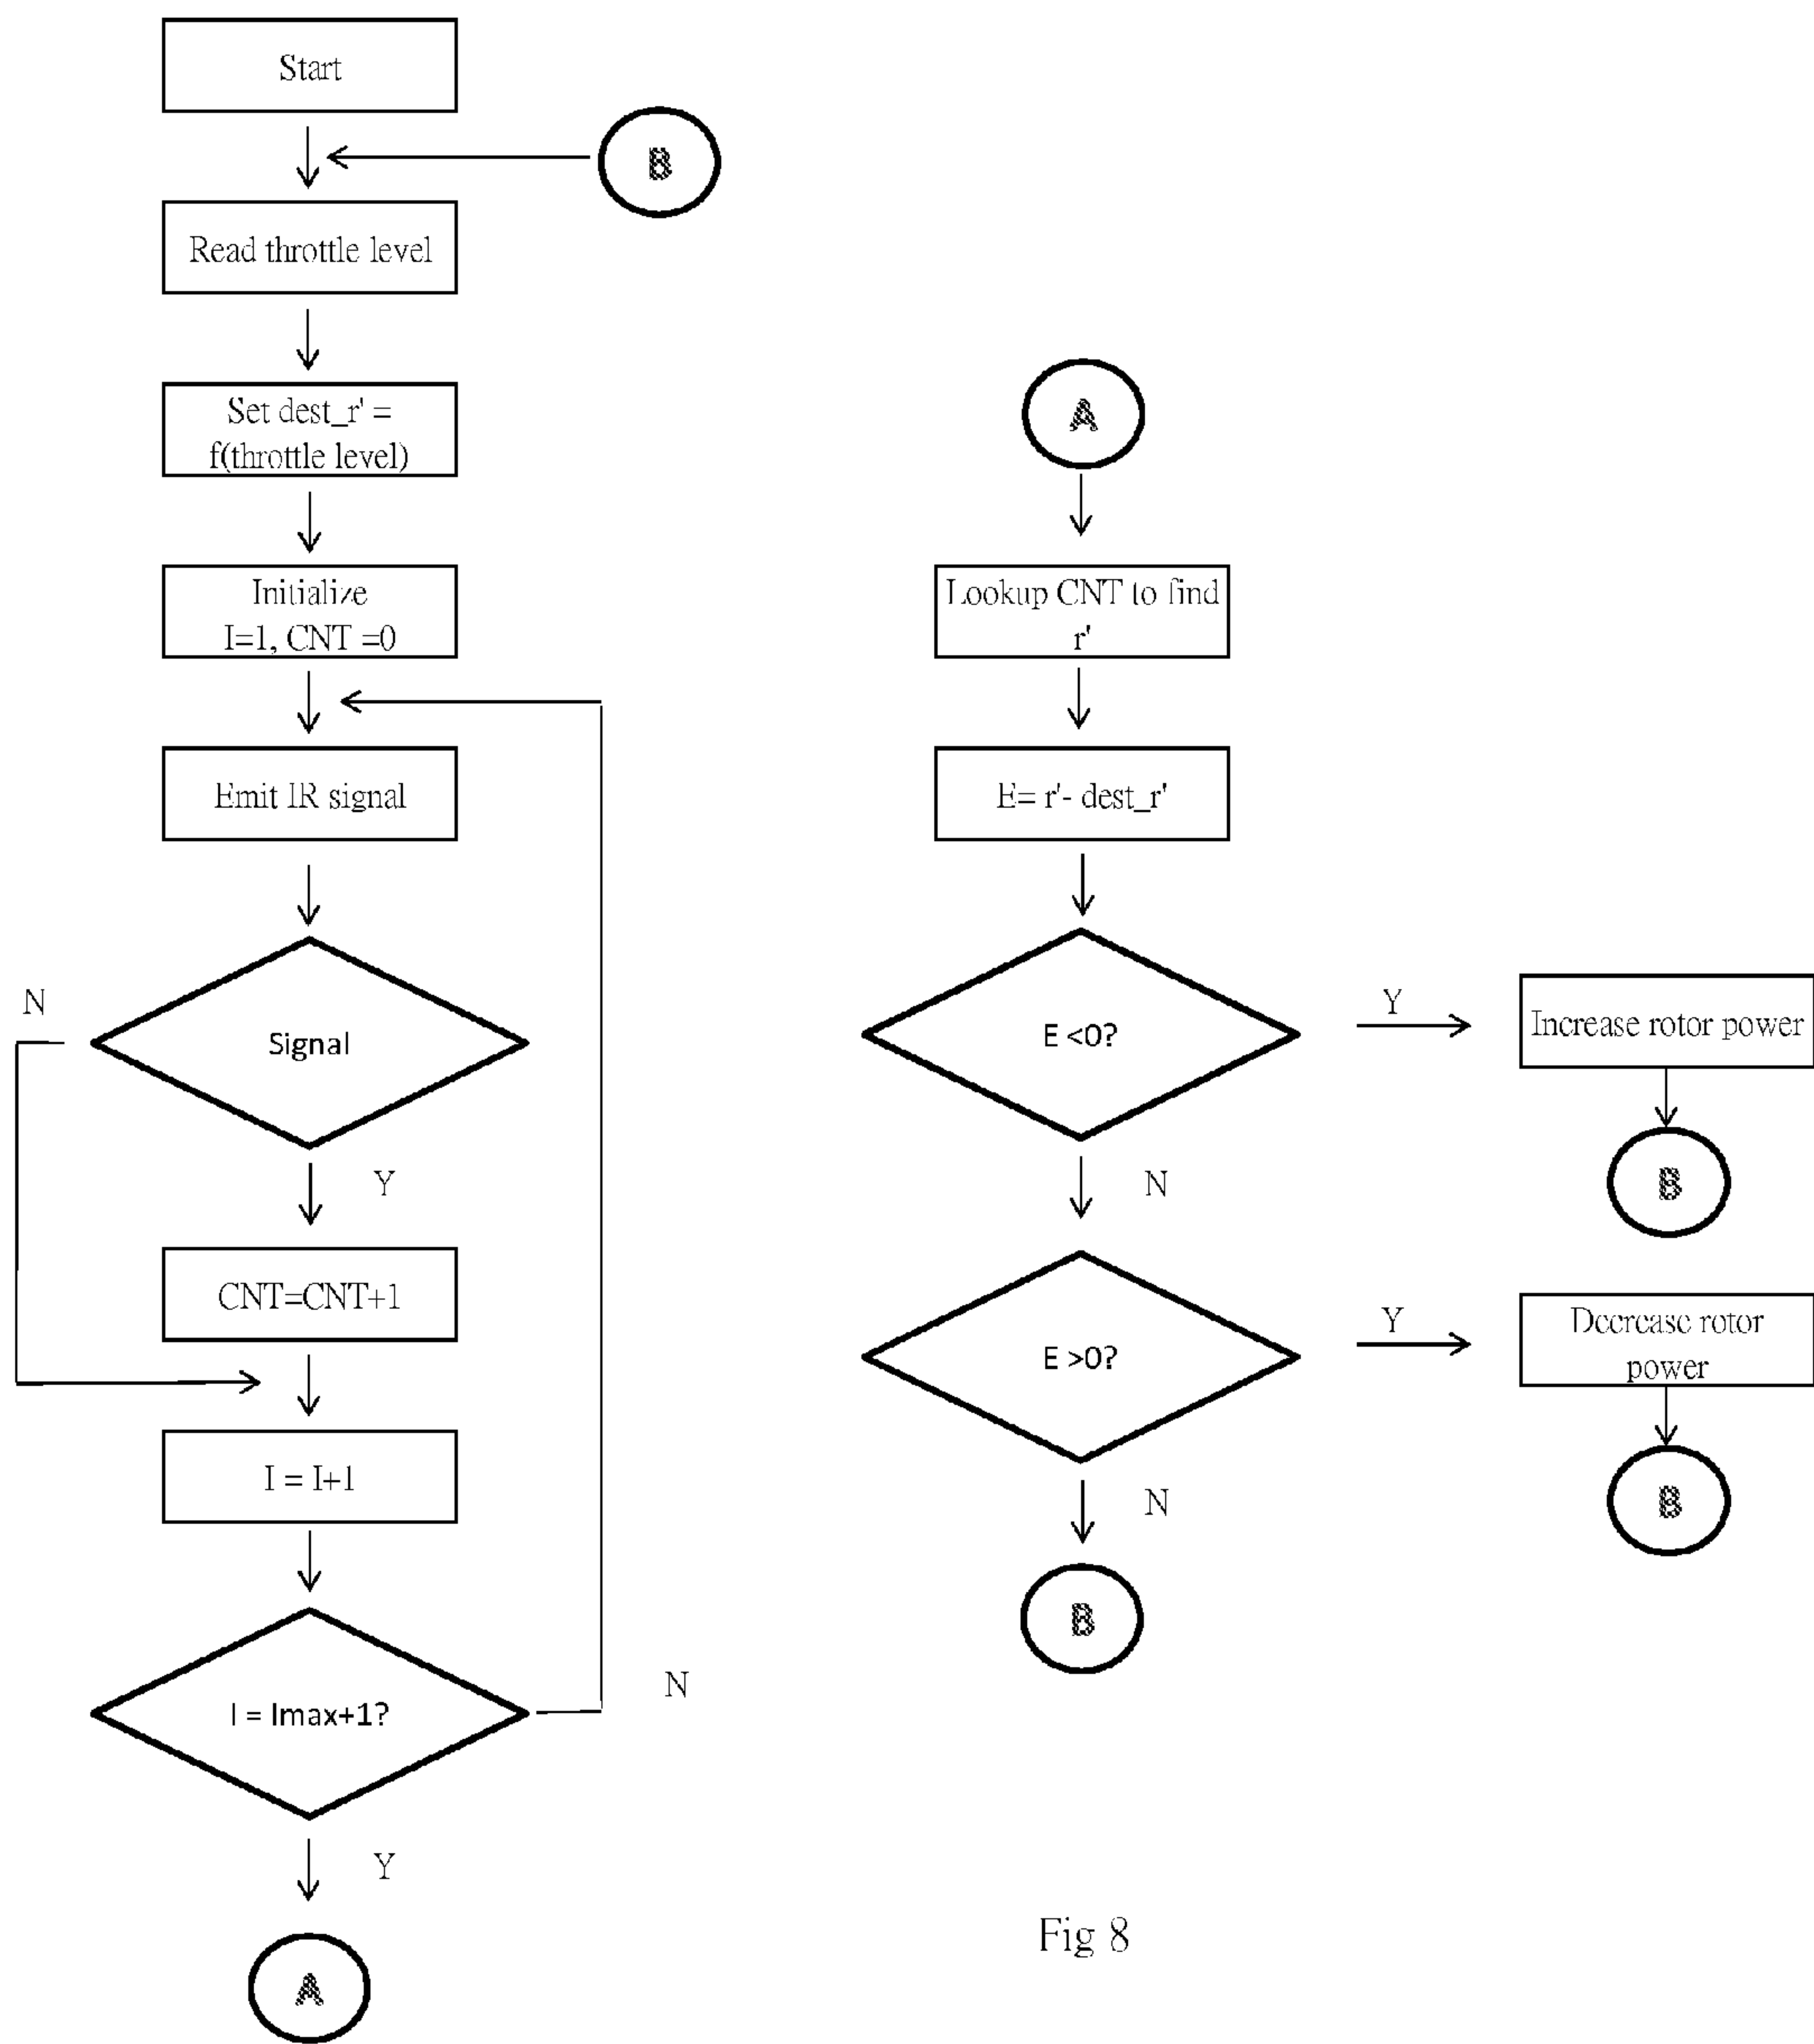 Start
B
Read throttle level
Set dest_r' =
f(throttle level)
Initialize
I=1, CNT =0
Emit IR signal
N
Signal
Y
CNT=CNT+1
I = I+1
I = Imax+1?
N
Y
A
A
Lookup CNT to find
r'
E= r'- dest_r'
E <0?
Y
Increase rotor power
B
N
E >0?
Y
Decrease rotor
power
B
N
B
Fig 8